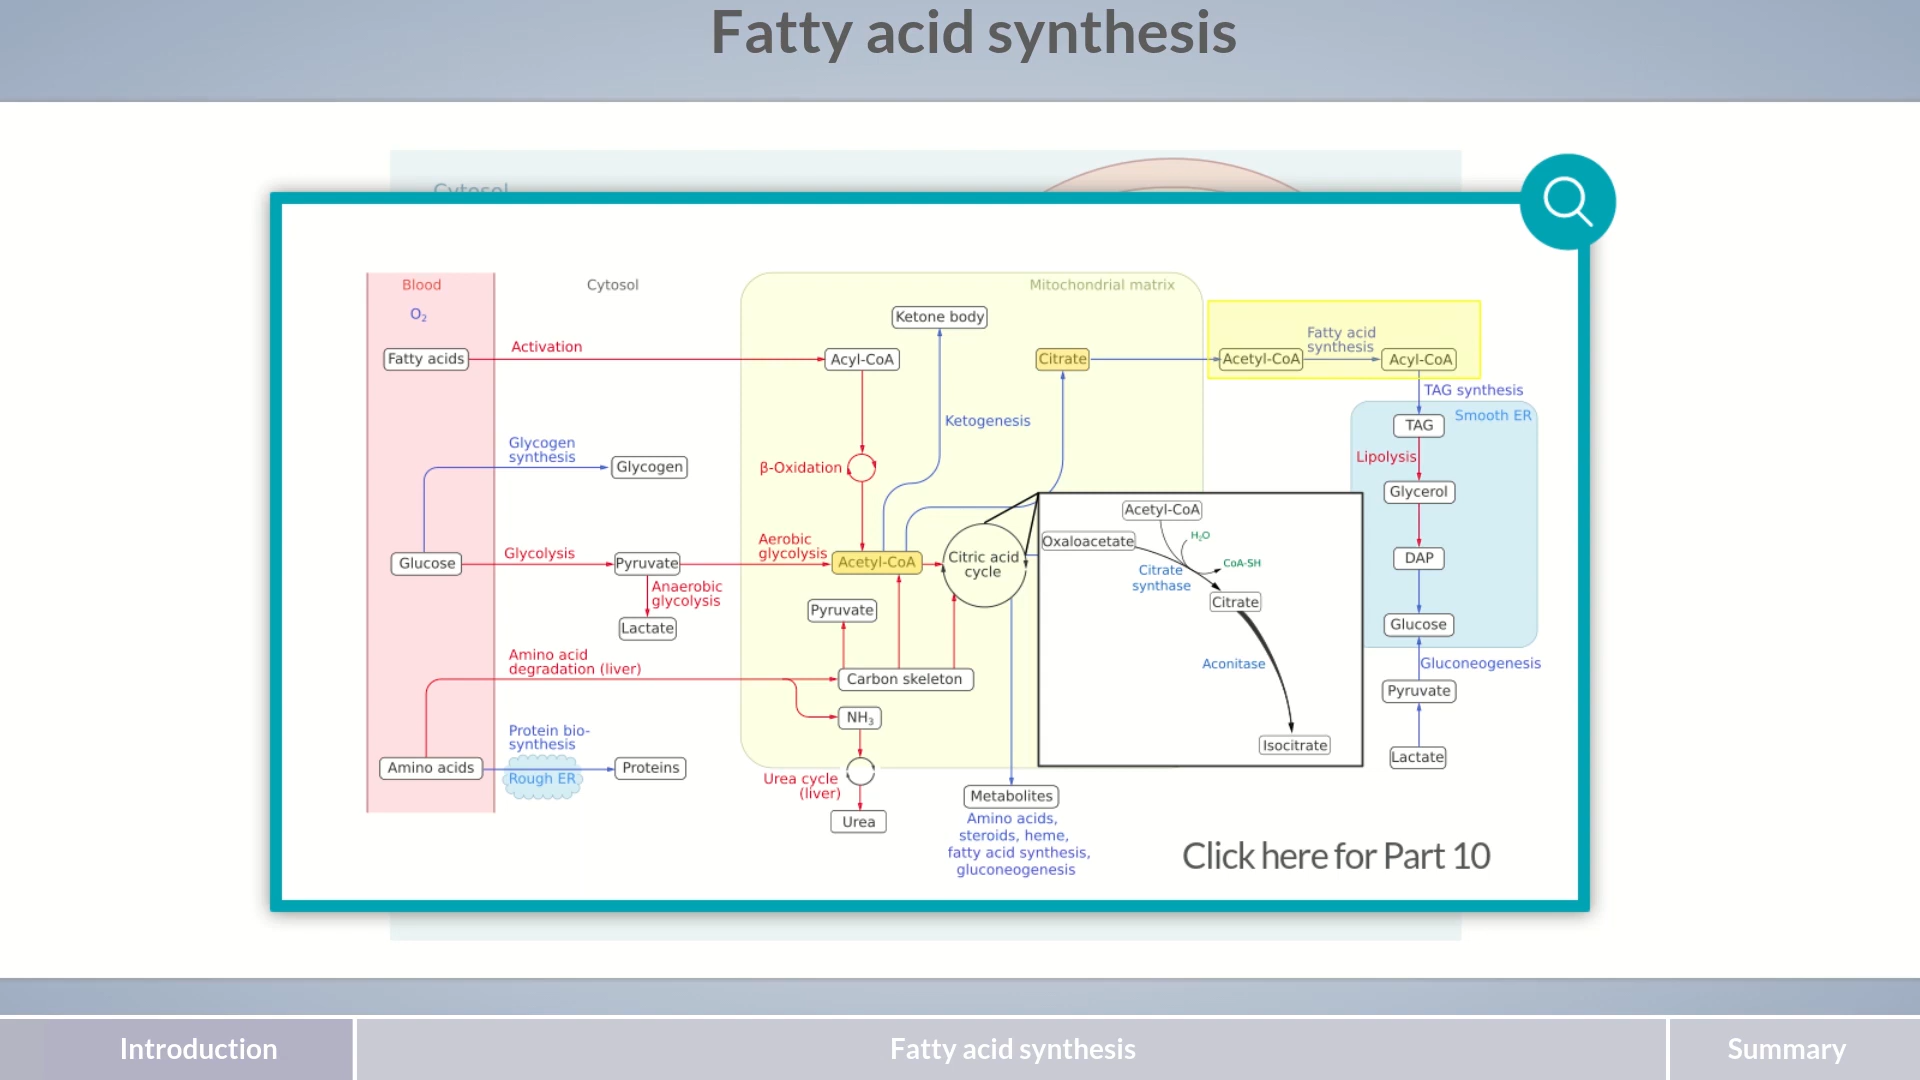 Fatty acid synthesis
Cytosol
Blood
Cytosol
Mitochondrial matrix
O₂
Ketone body
Fatty acids
Activation
Acyl-CoA
Citrate
Acetyl-CoA
Fatty acid
synthesis
Acyl-CoA
TAG synthesis
Smooth ER
TAG
Ketogenesis
Glycogen
synthesis
Glycogen
β-Oxidation
Lipolysis
Glycerol
Glucose
Glycolysis
Pyruvate
Aerobic
glycolysis
Acetyl-CoA
Citric acid
cycle
Anaerobic
glycolysis
Lactate
Pyruvate
Acetyl-CoA
Oxaloacetate
H₂O
CoA-SH
Citrate
synthase
Citrate
Aconitase
Isocitrate
DAP
Glucose
Gluconeogenesis
Pyruvate
Lactate
Amino acid
degradation (liver)
Carbon skeleton
NH₃
Protein bio-
synthesis
Amino acids
Rough ER
Proteins
Urea cycle
(liver)
Urea
Metabolites
Amino acids,
steroids, heme,
fatty acid synthesis,
gluconeogenesis
Click here for Part 10
Introduction
Fatty acid synthesis
Summary